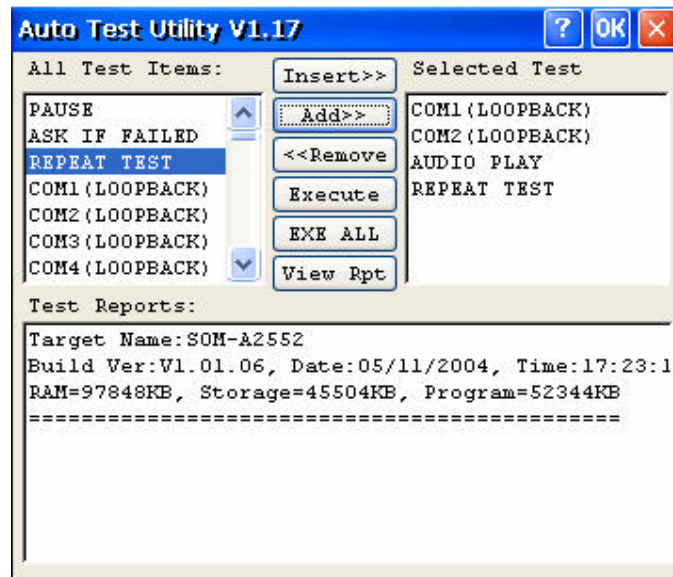 Auto Test Utility V1.17
? OK
All Test Items:
Insert>>
Selected Test
PAUSE
ASK IF FAILED
REPEAT TEST
COM1(LOOPBACK)
COM2(LOOPBACK)
COM3(LOOPBACK)
COM4(LOOPBACK)
Add>>
<<Remove
Execute
EXE ALL
View Rpt
COM1(LOOPBACK)
COM2(LOOPBACK)
AUDIO PLAY
REPEAT TEST
Test Reports:
Target Name:SOM-A2552
Build Ver:V1.01.06, Date:05/11/2004, Time:17:23:1
RAM=97848KB, Storage=45504KB, Program=52344KB
=============================================